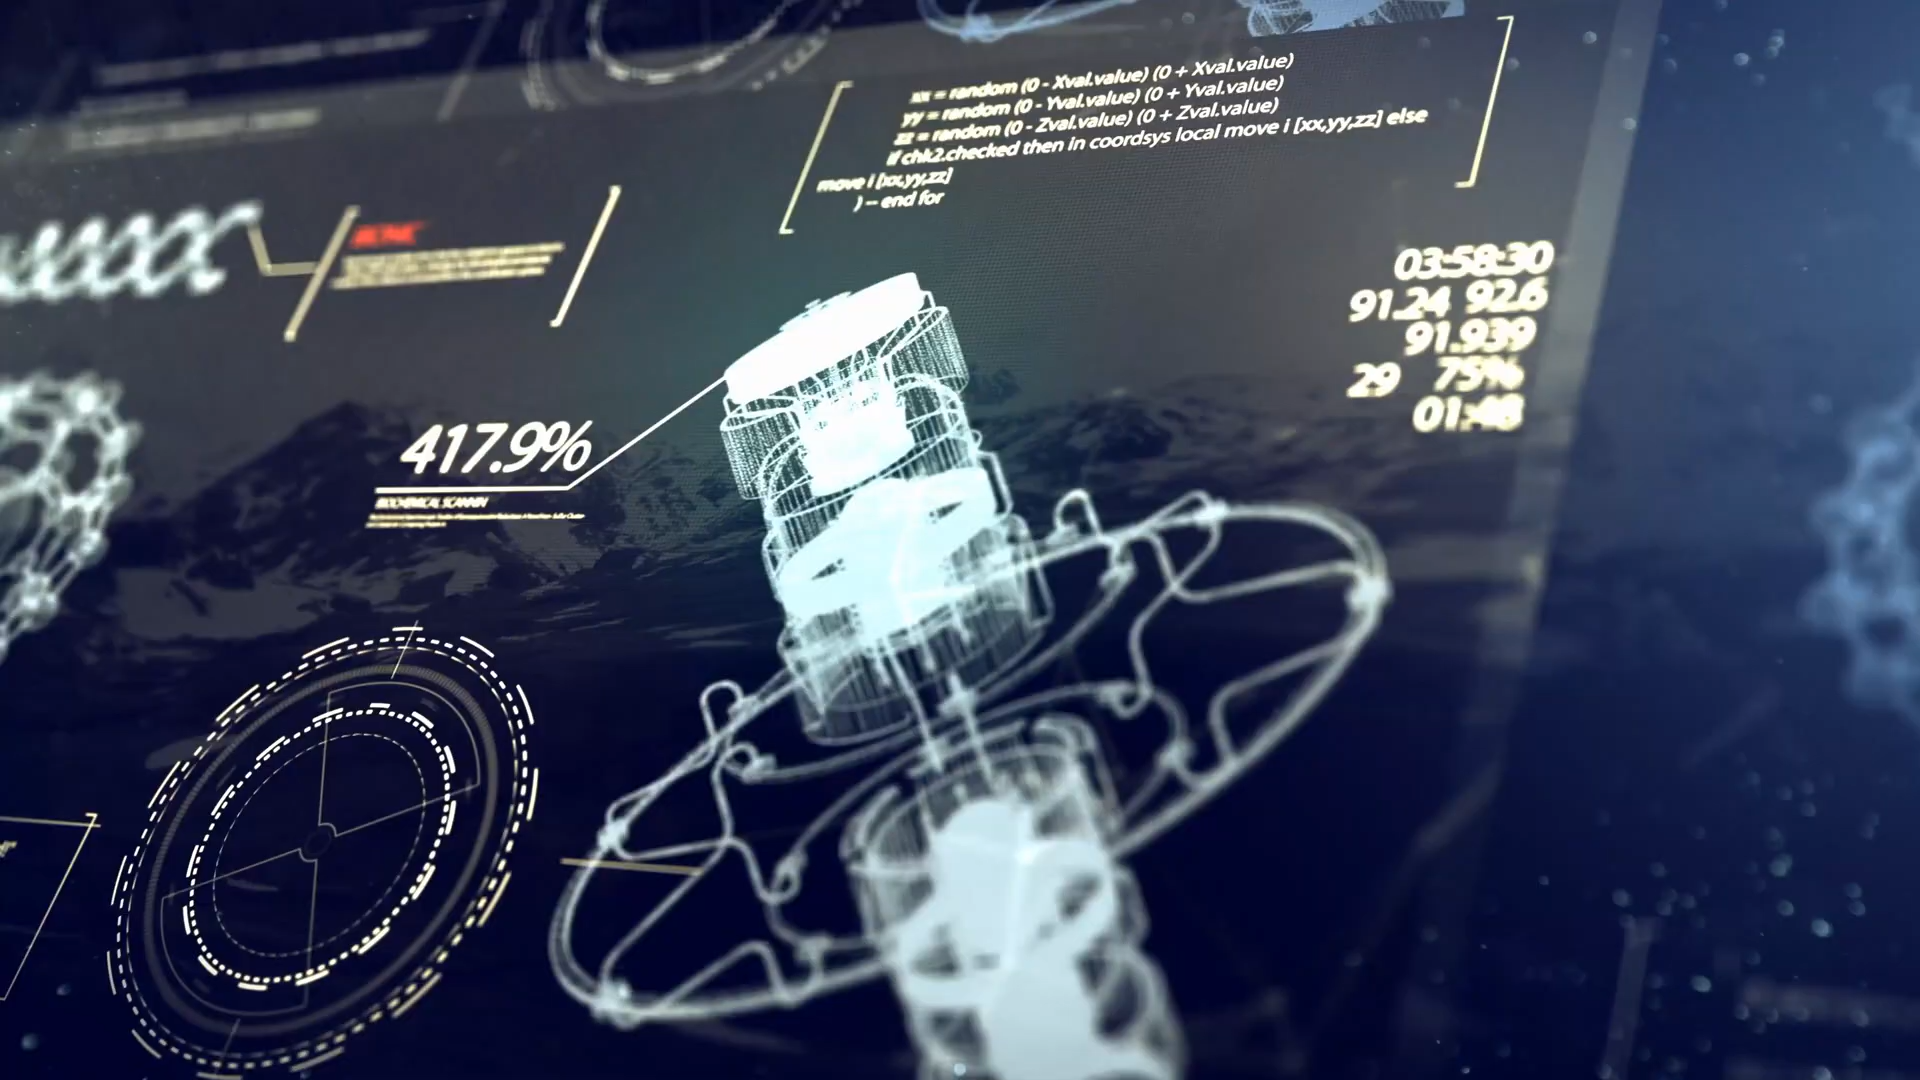 xx = random (0 - Xval.value) (0 + Xval.value)
yy = random (0 - Yval.value) (0 + Yval.value)
zz = random (0 - Zval.value) (0 + Zval.value)
if chk2.checked then in coordsys local move i [xx,yy,zz] else
move i [xx,yy,zz]
) -- end for
03:58:30
91.24 92.6
91.939
29 75%
01:48
417.9%
BIOCHEMICAL SCANNIN